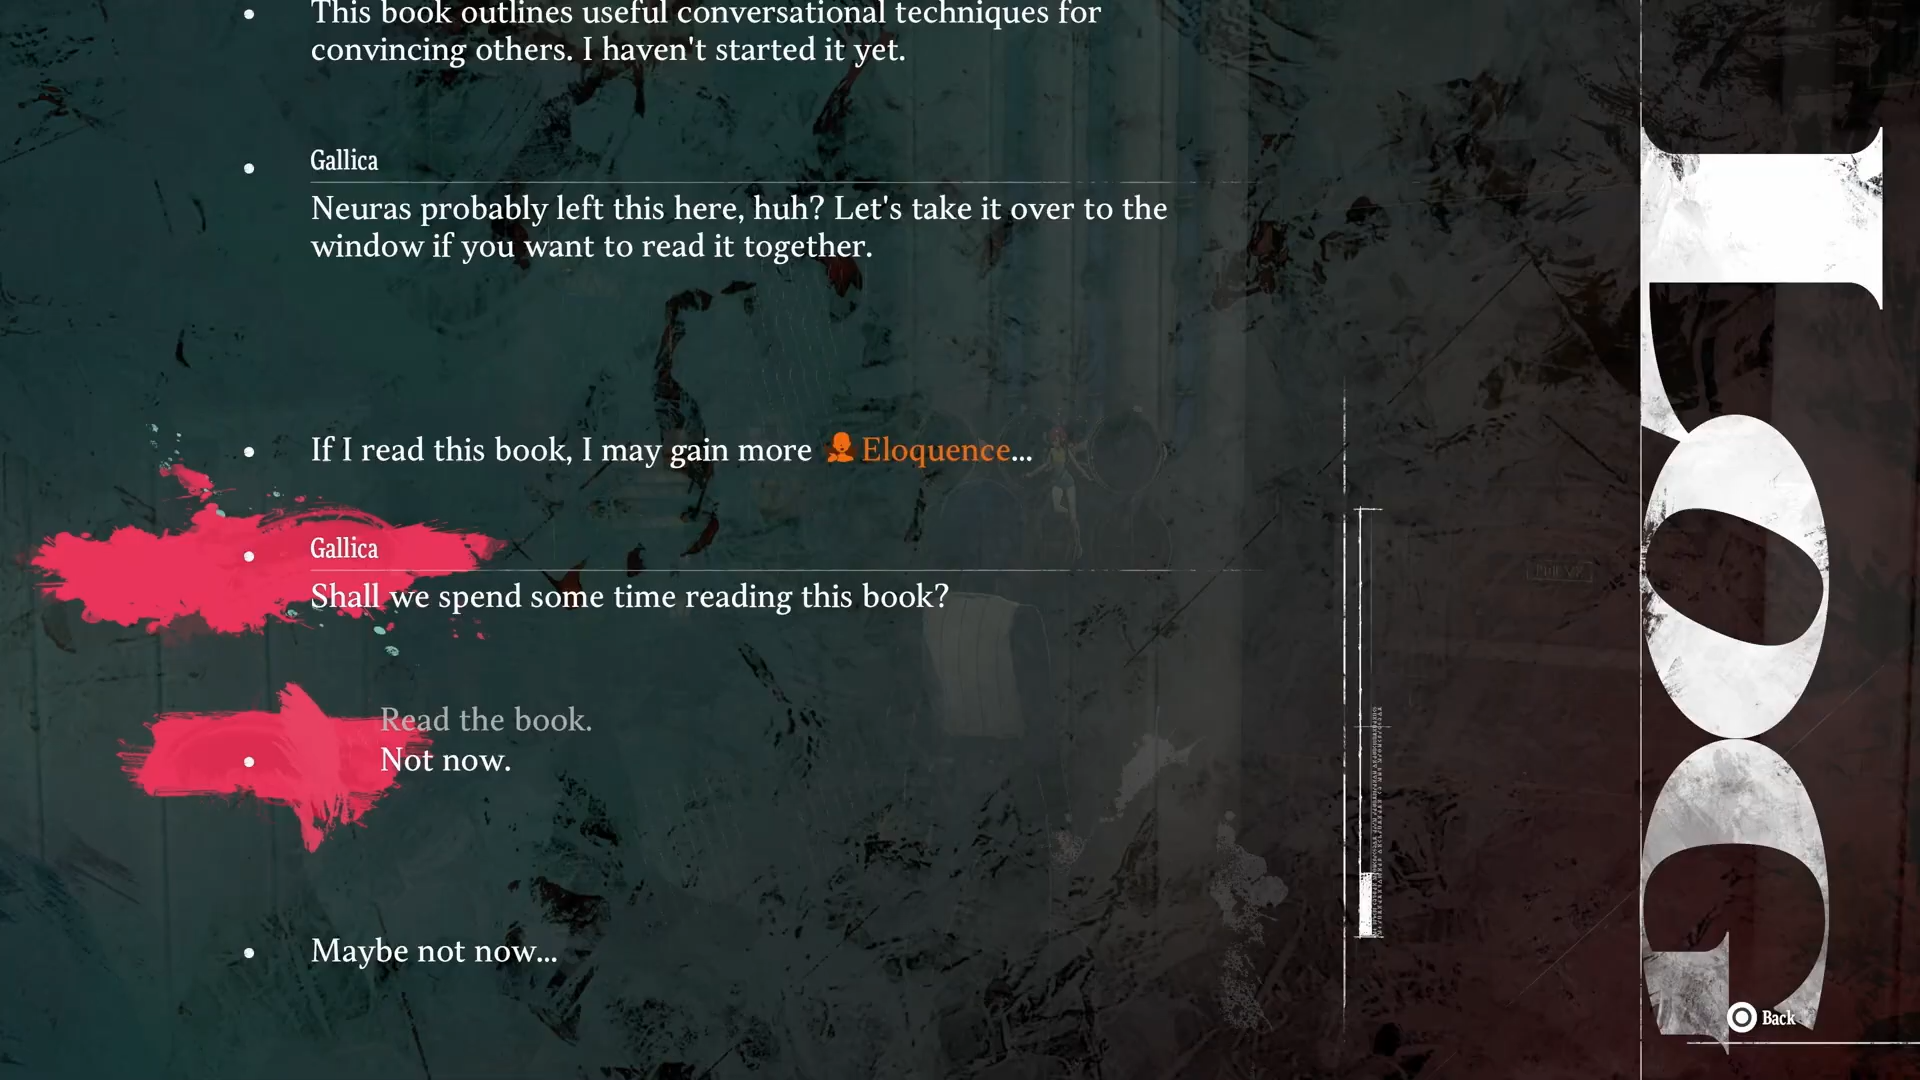 This book outlines useful conversational techniques for
convincing others. I haven't started it yet.
Gallica
Neuras probably left this here, huh? Let's take it over to the
window if you want to read it together.
If I read this book, I may gain more Eloquence...
Gallica
Shall we spend some time reading this book?
Read the book.
Not now.
Maybe not now...
LOG
Back